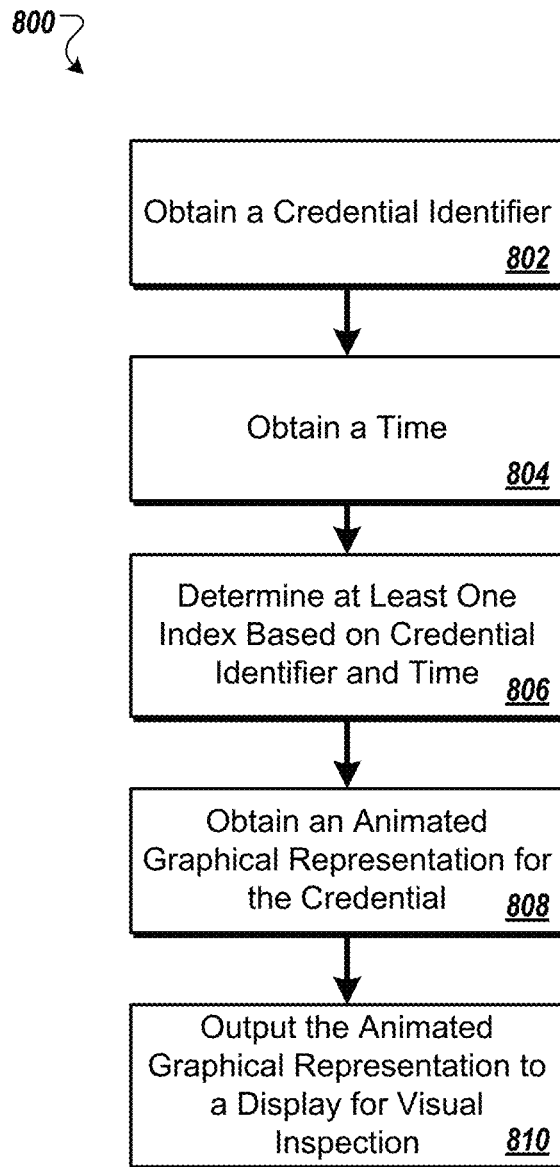 800
Obtain a Credential Identifier
802
Obtain a Time
804
Determine at Least One
Index Based on Credential
Identifier and Time
806
Obtain an Animated
Graphical Representation for
the Credential
808
Output the Animated
Graphical Representation to
a Display for Visual
Inspection
810